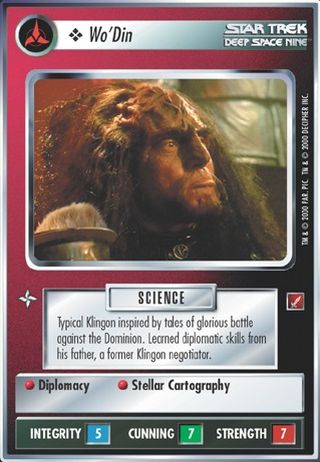 ❖ Wo'Din
STAR TREK
DEEP SPACE NINE™
TM & © 2000 PAR. PIC. TM & © 2000 DECIPHER INC.
SCIENCE
Typical Klingon inspired by tales of glorious battle
against the Dominion. Learned diplomatic skills from
his father, a former Klingon negotiator.
Diplomacy
Stellar Cartography
INTEGRITY 5 CUNNING 7 STRENGTH 7